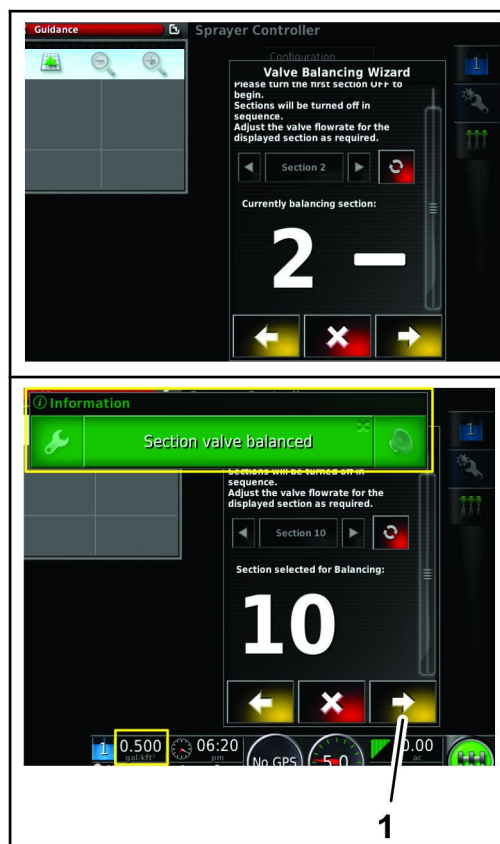 Guidance
Sprayer Controller
Configuration
1
Valve Balancing Wizard
Please turn the first section OFF to
begin.
Sections will be turned off in
sequence.
Adjust the valve flowrate for the
displayed section as required.
Section 2
Currently balancing section:
2 –
Information
Section valve balanced
1
Sections will be turned off in
sequence.
Adjust the valve flowrate for the
displayed section as required.
Section 10
Section selected for Balancing:
10
1
0.500
gal/kft²
06:20
pm
No GPS
5.0
0.00
ac
1